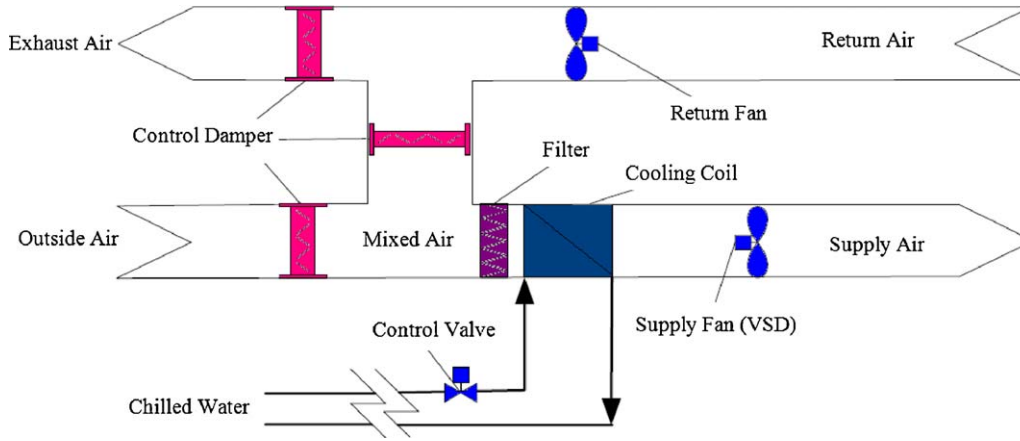 Exhaust Air
Return Air
Return Fan
Control Damper
Filter
Cooling Coil
Outside Air
Mixed Air
Supply Air
Supply Fan (VSD)
Control Valve
Chilled Water